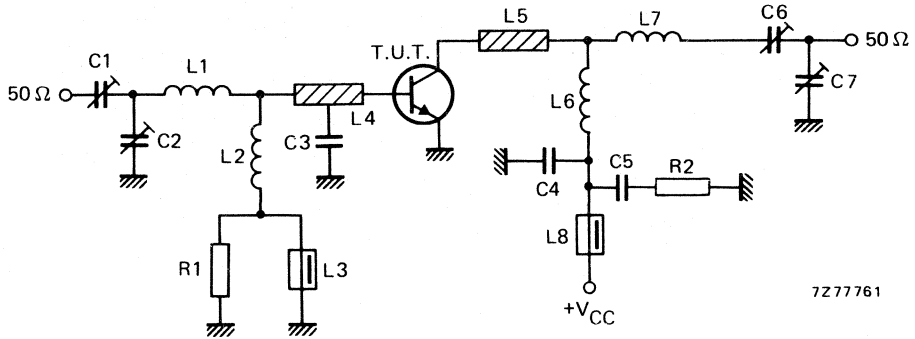 L5
L7
C6
50 Ω
T.U.T.
C1
L1
C7
50 Ω
L4
L6
C2
L2
C3
C5
R2
C4
R1
L3
L8
7Z77761
+VCC